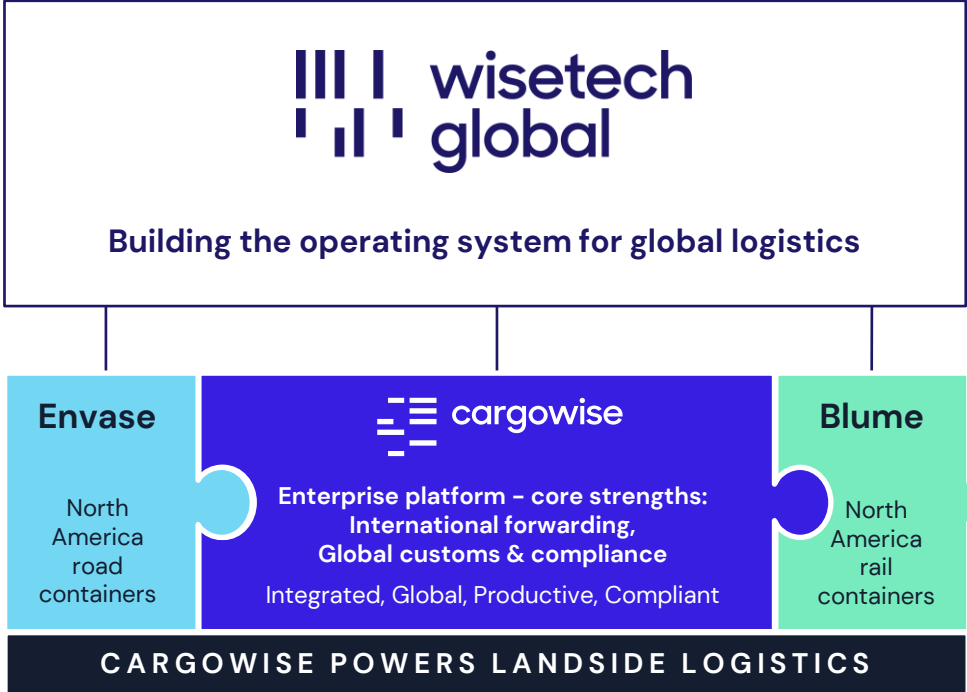 wisetech
global
Building the operating system for global logistics
Envase
North
America
road
containers
cargowise
Enterprise platform – core strengths:
International forwarding,
Global customs & compliance
Integrated, Global, Productive, Compliant
Blume
North
America
rail
containers
CARGOWISE POWERS LANDSIDE LOGISTICS